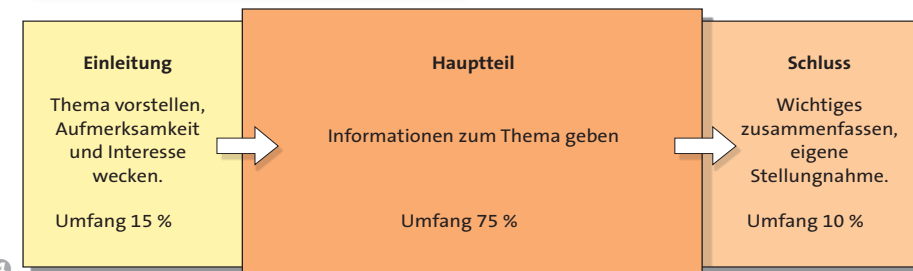 Einleitung
Thema vorstellen,
Aufmerksamkeit
und Interesse
wecken.
Umfang 15 %
Hauptteil
Informationen zum Thema geben
Umfang 75 %
Schluss
Wichtiges
zusammenfassen,
eigene
Stellungnahme.
Umfang 10 %